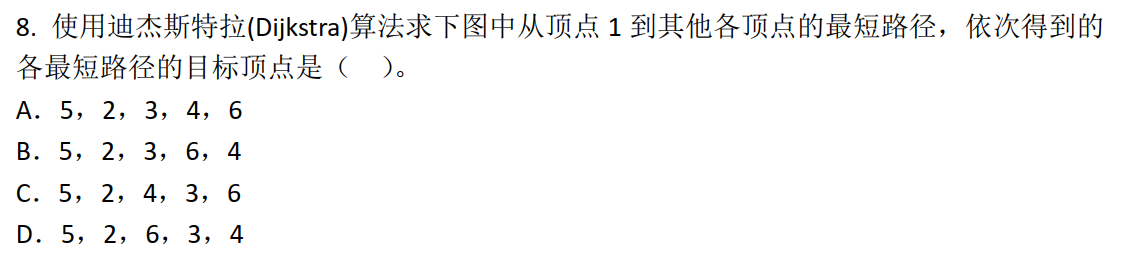 8. 使用迪杰斯特拉(Dijkstra)算法求下图中从顶点 1 到其他各顶点的最短路径，依次得到的
各最短路径的目标顶点是（　）。
A．5，2，3，4，6
B．5，2，3，6，4
C．5，2，4，3，6
D．5，2，6，3，4